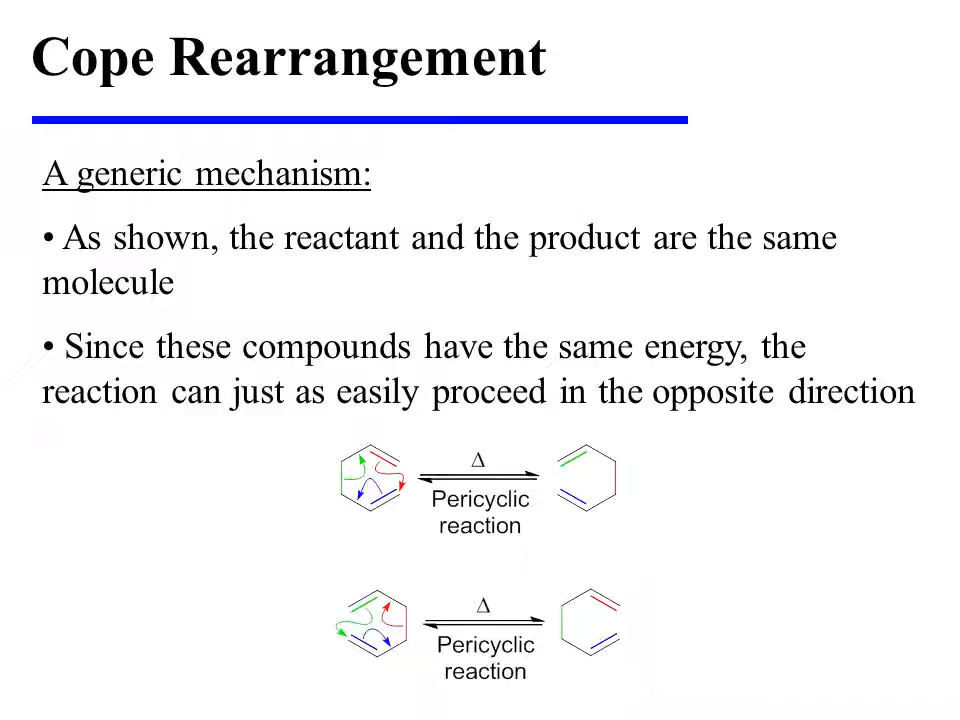 Cope Rearrangement
A generic mechanism:
• As shown, the reactant and the product are the same
molecule
• Since these compounds have the same energy, the
reaction can just as easily proceed in the opposite direction
Δ
Pericyclic
reaction
Δ
Pericyclic
reaction